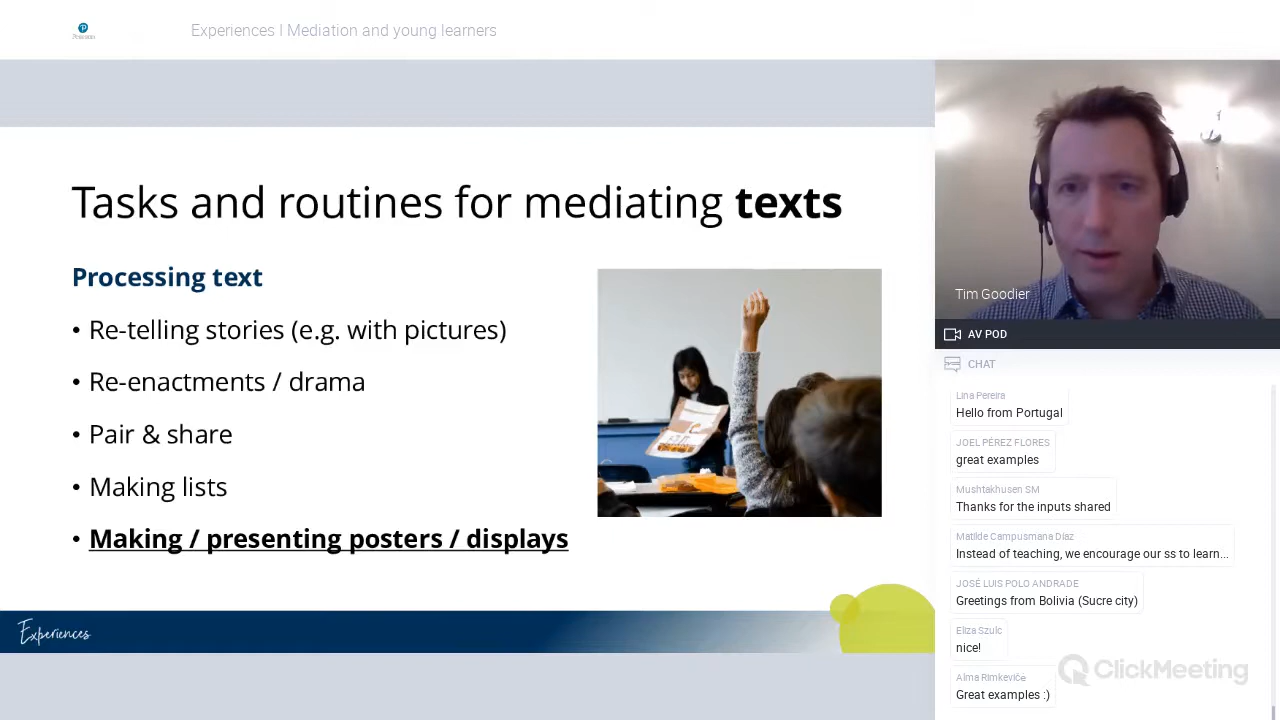 Experiences I Mediation and young learners
Tasks and routines for mediating texts
Processing text
• Re-telling stories (e.g. with pictures)
• Re-enactments / drama
• Pair & share
• Making lists
• Making / presenting posters / displays
Experiences
Tim Goodier
AV POD
CHAT
Lina Pereira
Hello from Portugal
JOEL PÉREZ FLORES
great examples
Mushtakhusen SM
Thanks for the inputs shared
Matilde Campusmana Díaz
Instead of teaching, we encourage our ss to learn...
JOSÉ LUIS POLO ANDRADE
Greetings from Bolivia (Sucre city)
Eliza Szulc
nice!
Alma Rimkevičė
Great examples :)
ClickMeeting